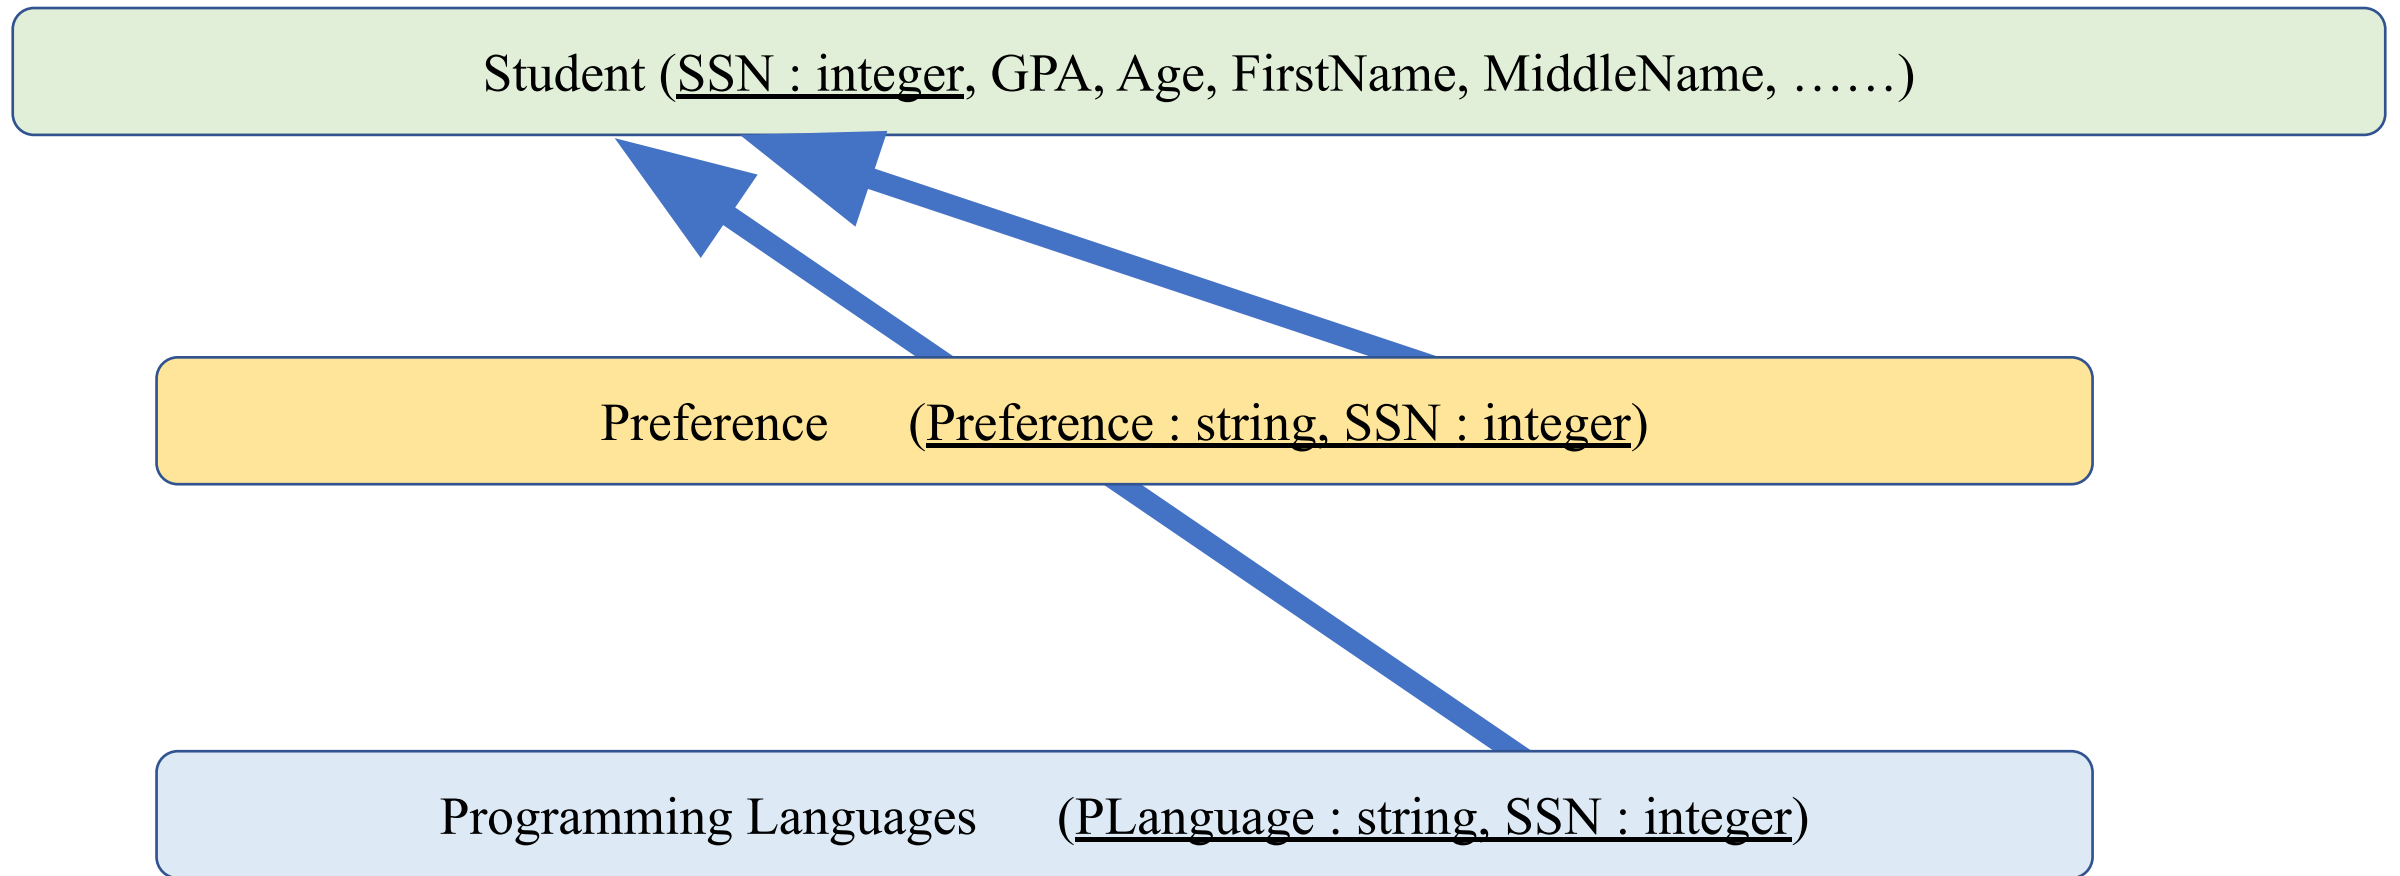 Student (SSN : integer, GPA, Age, FirstName, MiddleName, ……)
Preference (Preference : string, SSN : integer)
Programming Languages (PLanguage : string, SSN : integer)